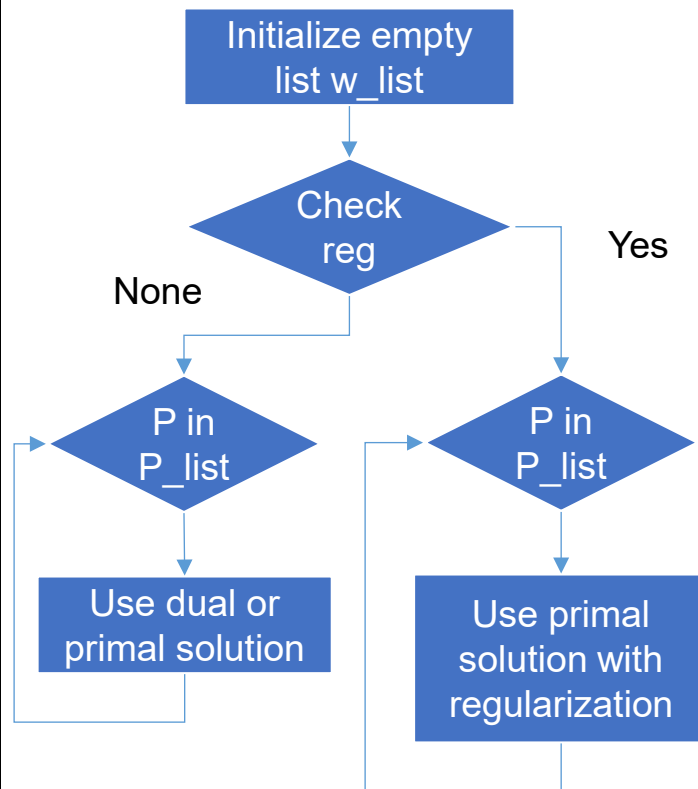 Initialize empty
list w_list
Check
reg
Yes
None
P in
P_list
P in
P_list
Use dual or
primal solution
Use primal
solution with
regularization